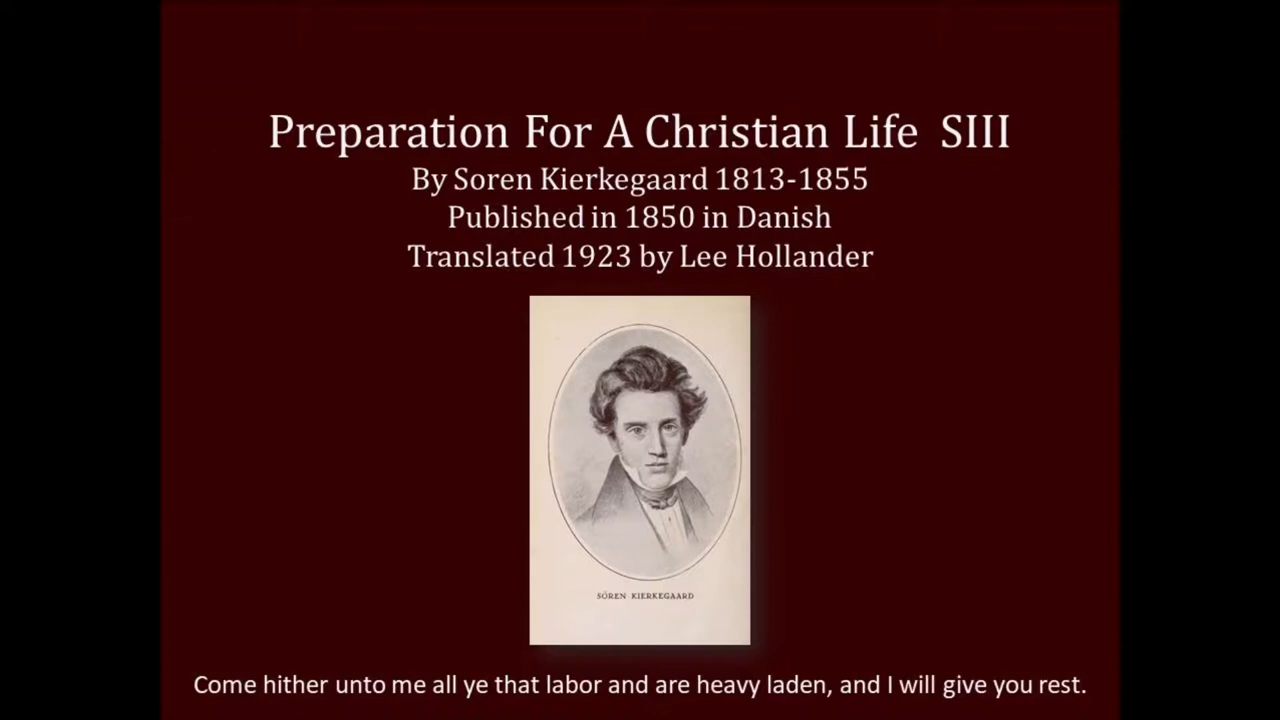 Preparation For A Christian Life SIII
By Soren Kierkegaard 1813-1855
Published in 1850 in Danish
Translated 1923 by Lee Hollander
SÖREN KIERKEGAARD
Come hither unto me all ye that labor and are heavy laden, and I will give you rest.